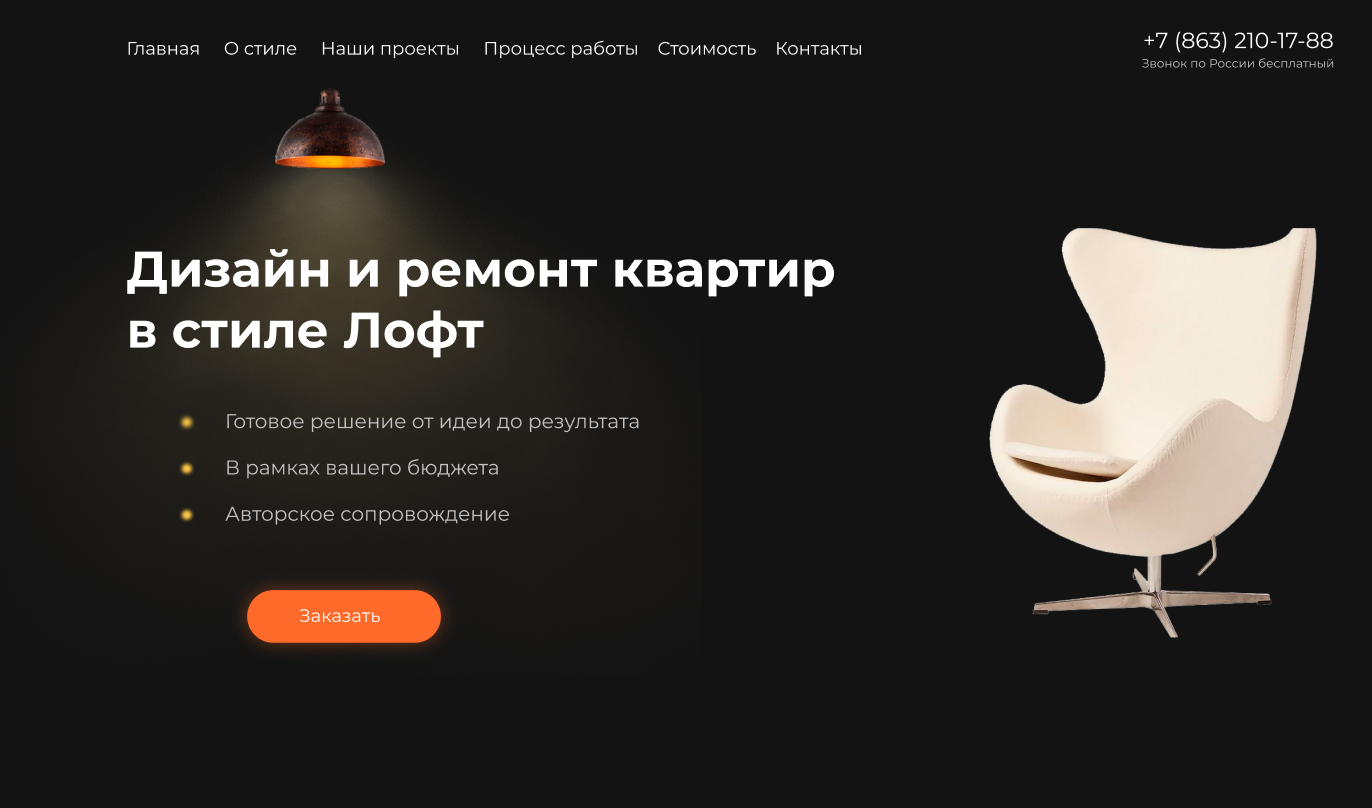 Главная О стиле Наши проекты Процесс работы Стоимость Контакты
+7 (863) 210-17-88
Звонок по России бесплатный
Дизайн и ремонт квартир
в стиле Лофт
Готовое решение от идеи до результата
В рамках вашего бюджета
Авторское сопровождение
Заказать